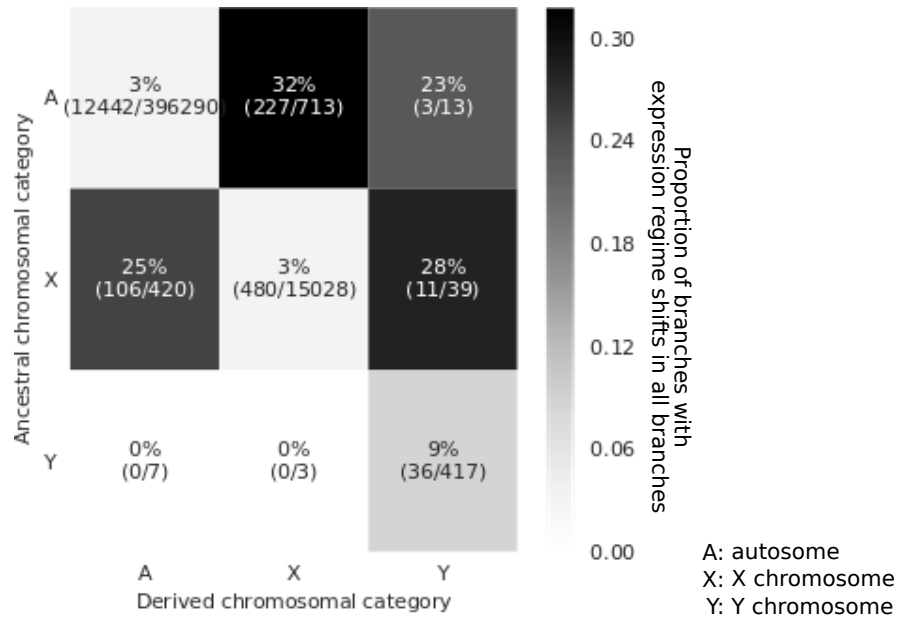 3%
(12442/396290)
32%
(227/713)
23%
(3/13)
25%
(106/420)
3%
(480/15028)
28%
(11/39)
0%
(0/7)
0%
(0/3)
9%
(36/417)
A
X
Y
Ancestral chromosomal category
A
X
Y
Derived chromosomal category
0.30
0.24
0.18
0.12
0.06
0.00
Proportion of branches with
expression regime shifts in all branches
A: autosome
X: X chromosome
Y: Y chromosome